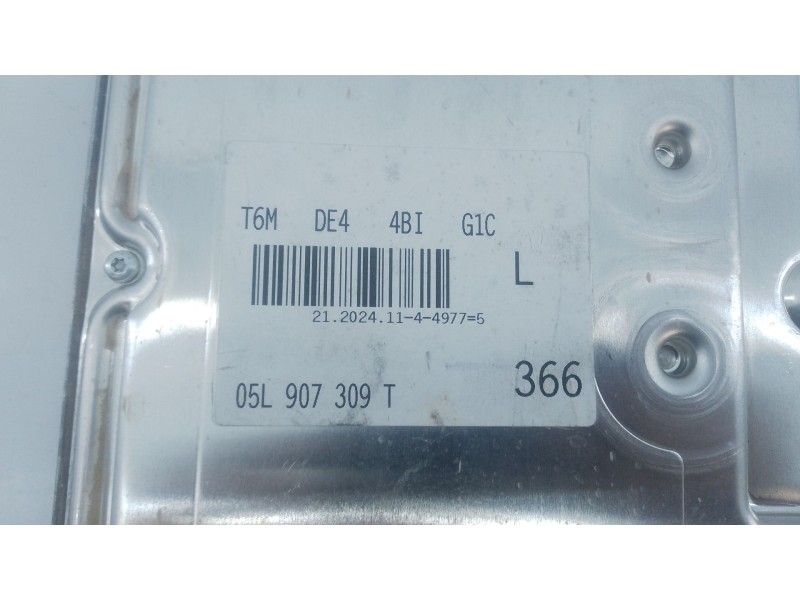 T6M DE4 4BI G1C
L
21.2024.11-4-4977=5
05L 907 309 T 366